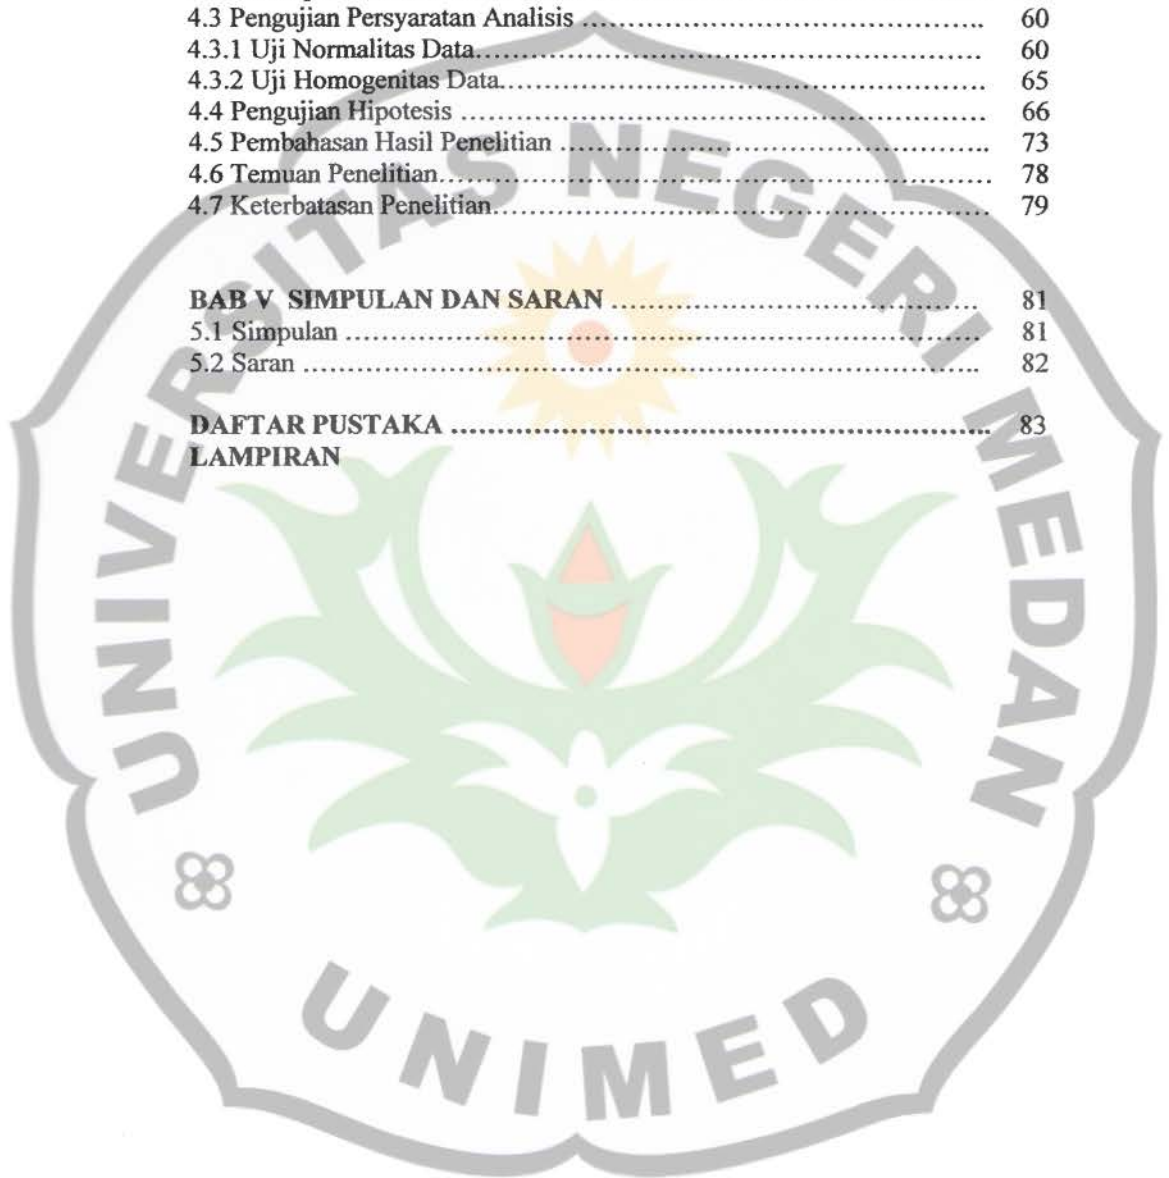 4.3 Pengujian Persyaratan Analisis ........................................................ 60
4.3.1 Uji Normalitas Data........................................................................ 60
4.3.2 Uji Homogenitas Data.................................................................... 65
4.4 Pengujian Hipotesis .......................................................................... 66
4.5 Pembahasan Hasil Penelitian ............................................................ 73
4.6 Temuan Penelitian............................................................................. 78
4.7 Keterbatasan Penelitian..................................................................... 79
BAB V SIMPULAN DAN SARAN ................................................ 81
5.1 Simpulan ........................................................................................... 81
5.2 Saran ................................................................................................. 82
DAFTAR PUSTAKA ........................................................................... 83
LAMPIRAN
UNIVERSITAS NEGERI MEDAN
UNIMED